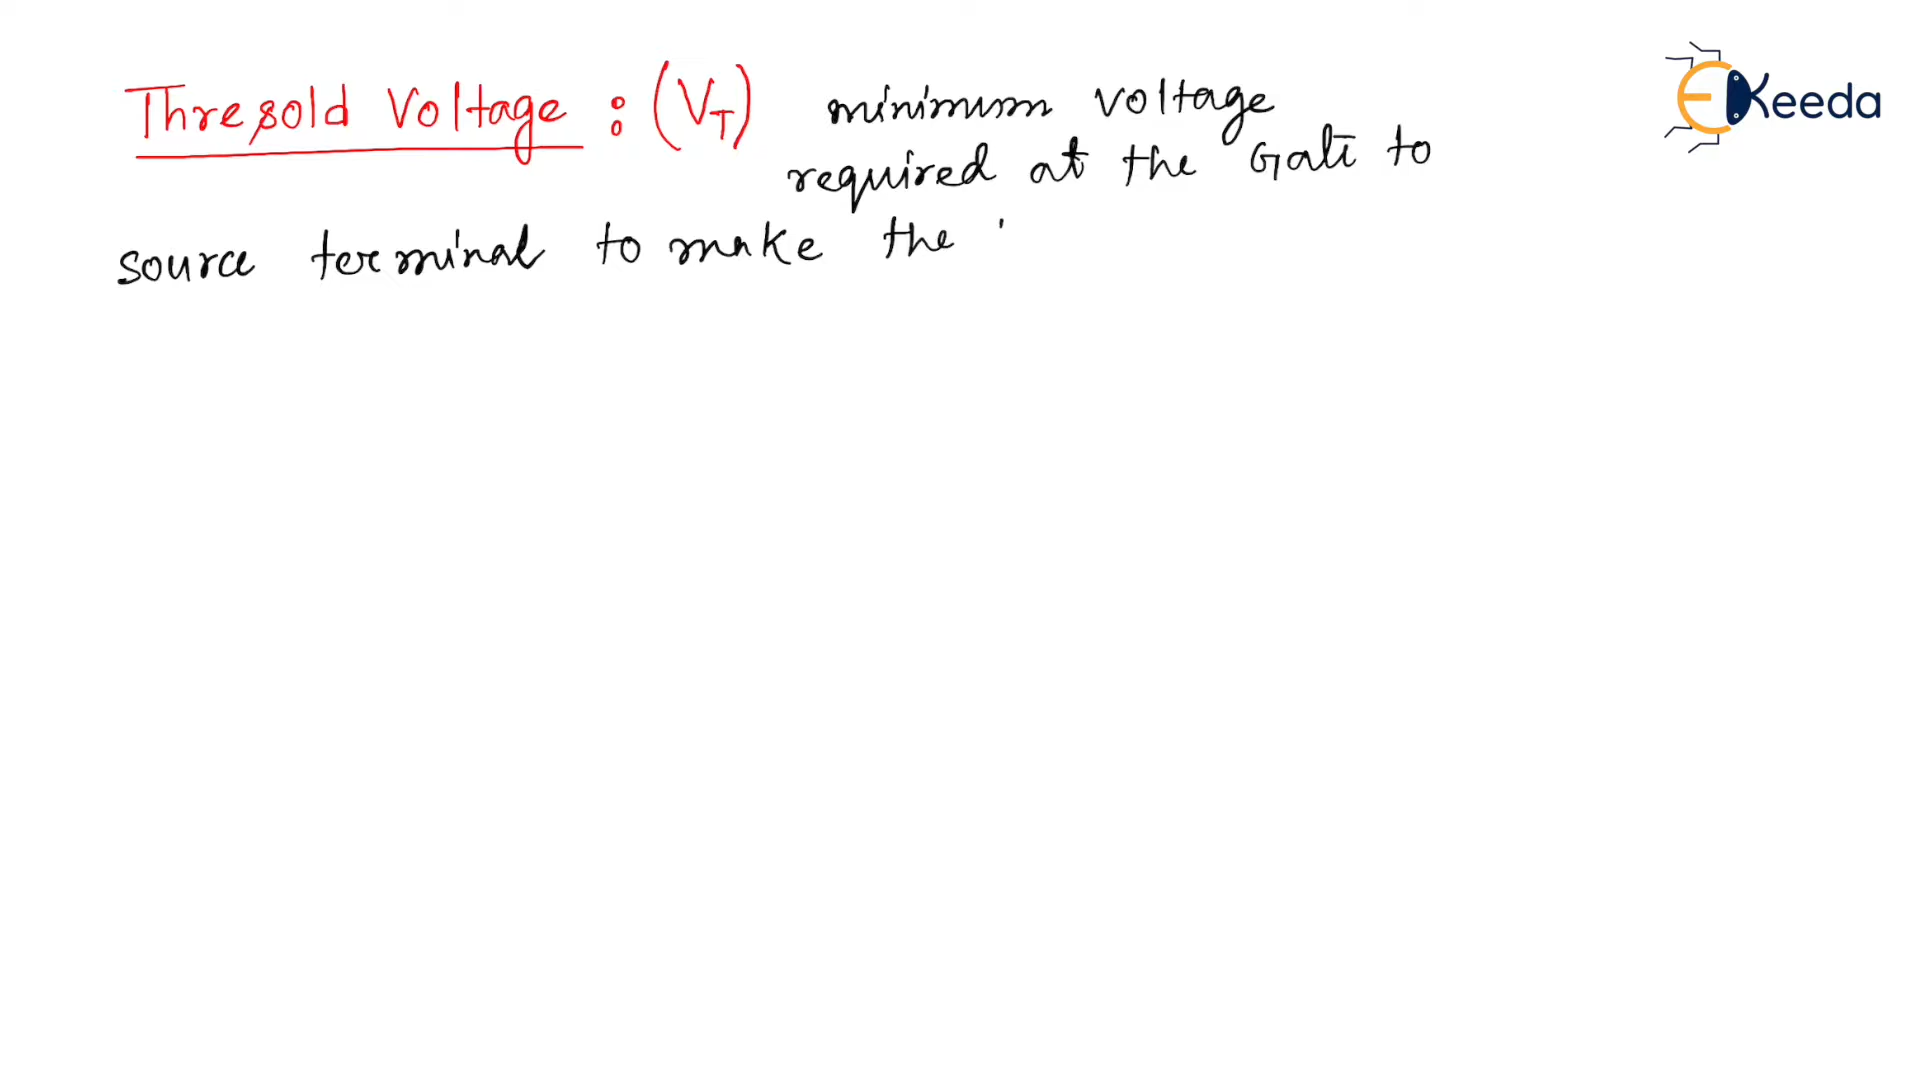 Thresold Voltage : (VT) minimum voltage
required at the Gate to
source terminal to make the
EKeeda